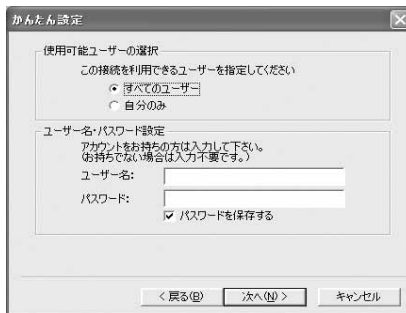 かんたん設定
使用可能ユーザーの選択
この接続を利用できるユーザーを指定してください
すべてのユーザー
自分のみ
ユーザー名・パスワード設定
アカウントをお持ちの方は入力して下さい。
(お持ちでない場合は入力不要です。)
ユーザー名:
パスワード:
パスワードを保存する
< 戻る(B) 次へ(N) > キャンセル